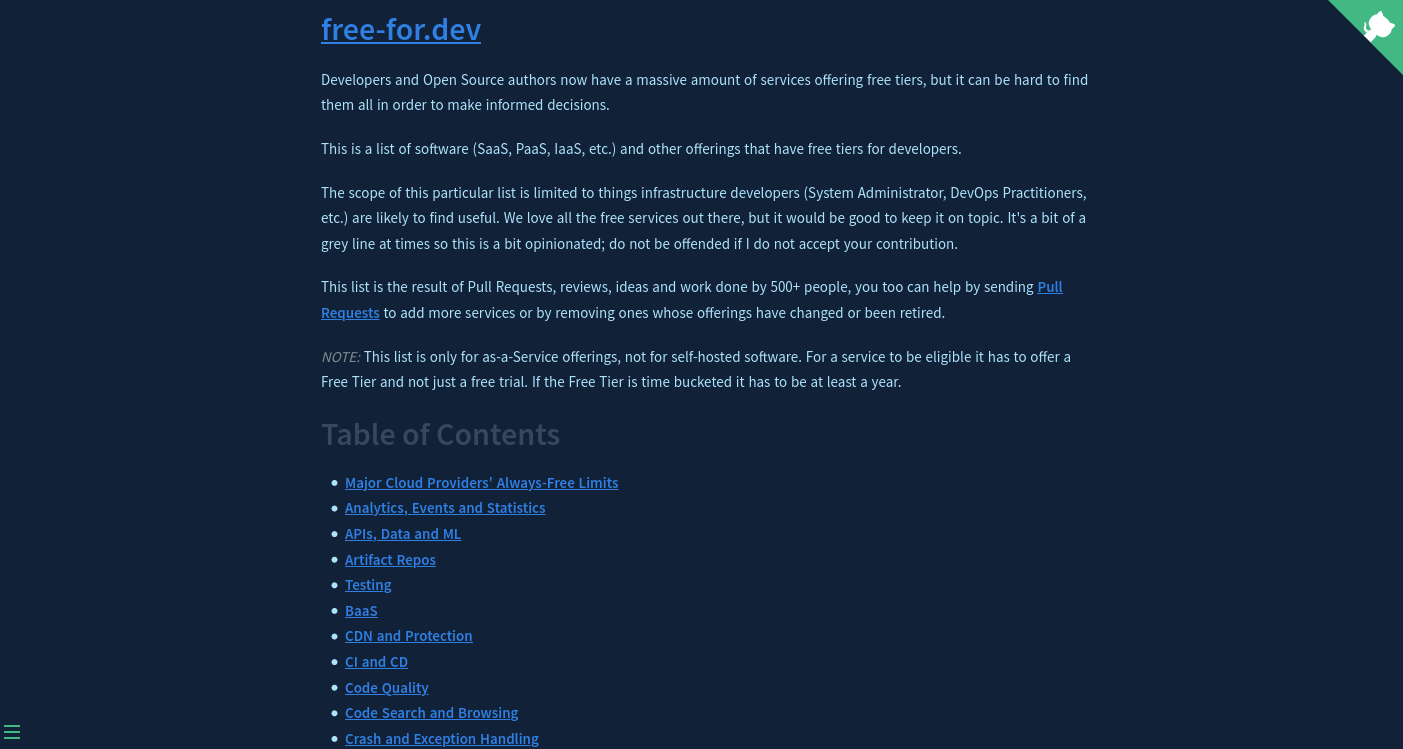 free-for.dev
Developers and Open Source authors now have a massive amount of services offering free tiers, but it can be hard to find
them all in order to make informed decisions.
This is a list of software (SaaS, PaaS, IaaS, etc.) and other offerings that have free tiers for developers.
The scope of this particular list is limited to things infrastructure developers (System Administrator, DevOps Practitioners,
etc.) are likely to find useful. We love all the free services out there, but it would be good to keep it on topic. It's a bit of a
grey line at times so this is a bit opinionated; do not be offended if I do not accept your contribution.
This list is the result of Pull Requests, reviews, ideas and work done by 500+ people, you too can help by sending Pull
Requests to add more services or by removing ones whose offerings have changed or been retired.
NOTE: This list is only for as-a-Service offerings, not for self-hosted software. For a service to be eligible it has to offer a
Free Tier and not just a free trial. If the Free Tier is time bucketed it has to be at least a year.
Table of Contents
• Major Cloud Providers' Always-Free Limits
• Analytics, Events and Statistics
• APIs, Data and ML
• Artifact Repos
• Testing
• BaaS
• CDN and Protection
• CI and CD
• Code Quality
• Code Search and Browsing
• Crash and Exception Handling